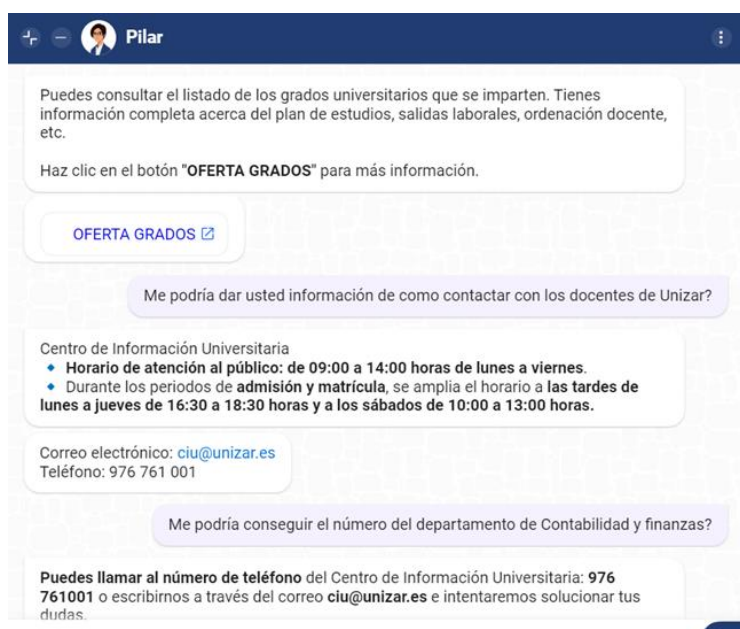 Pilar
Puedes consultar el listado de los grados universitarios que se imparten. Tienes
información completa acerca del plan de estudios, salidas laborales, ordenación docente,
etc.
Haz clic en el botón "OFERTA GRADOS" para más información.
OFERTA GRADOS
Me podría dar usted información de como contactar con los docentes de Unizar?
Centro de Información Universitaria
Horario de atención al público: de 09:00 a 14:00 horas de lunes a viernes.
Durante los periodos de admisión y matrícula, se amplia el horario a las tardes de
lunes a jueves de 16:30 a 18:30 horas y a los sábados de 10:00 a 13:00 horas.
Correo electrónico: ciu@unizar.es
Teléfono: 976 761 001
Me podría conseguir el número del departamento de Contabilidad y finanzas?
Puedes llamar al número de teléfono del Centro de Información Universitaria: 976
761001 o escribirnos a través del correo ciu@unizar.es e intentaremos solucionar tus
dudas.